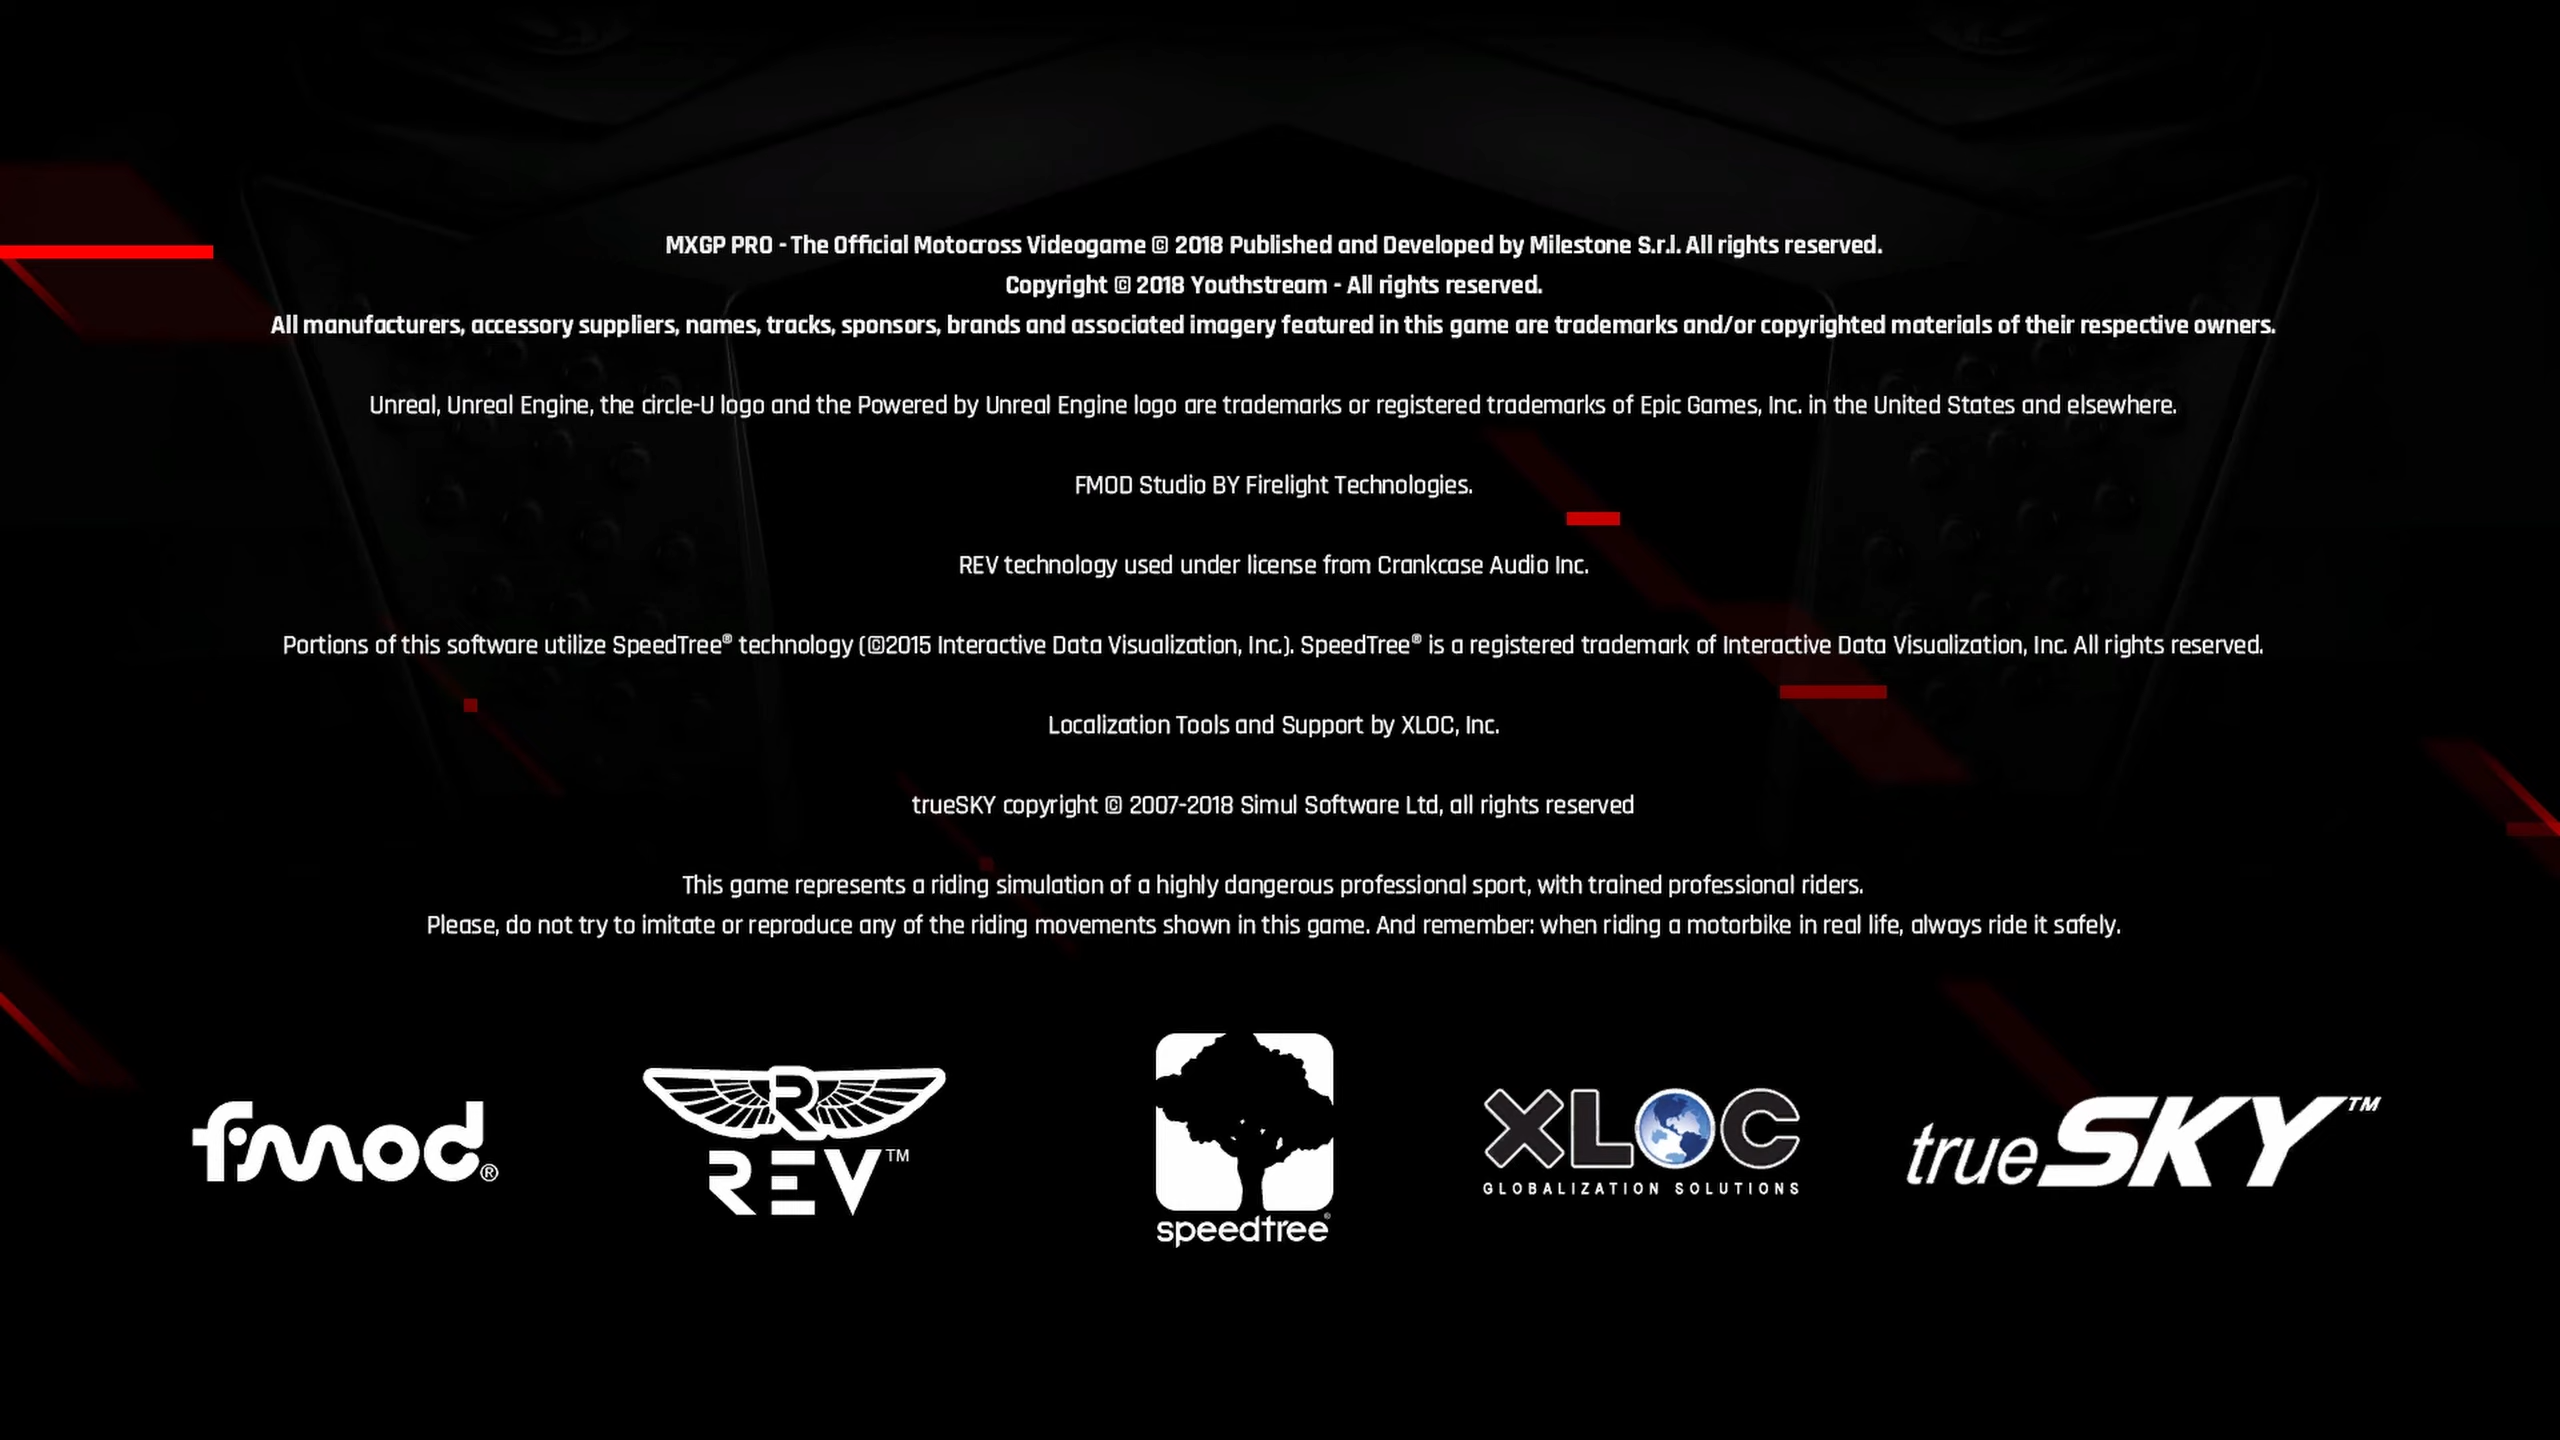 MXGP PRO - The Official Motocross Videogame © 2018 Published and Developed by Milestone S.r.l. All rights reserved.
Copyright © 2018 Youthstream - All rights reserved.
All manufacturers, accessory suppliers, names, tracks, sponsors, brands and associated imagery featured in this game are trademarks and/or copyrighted materials of their respective owners.
Unreal, Unreal Engine, the circle-U logo and the Powered by Unreal Engine logo are trademarks or registered trademarks of Epic Games, Inc. in the United States and elsewhere.
FMOD Studio BY Firelight Technologies.
REV technology used under license from Crankcase Audio Inc.
Portions of this software utilize SpeedTree® technology (©2015 Interactive Data Visualization, Inc.). SpeedTree® is a registered trademark of Interactive Data Visualization, Inc. All rights reserved.
Localization Tools and Support by XLOC, Inc.
trueSKY copyright © 2007-2018 Simul Software Ltd, all rights reserved
This game represents a riding simulation of a highly dangerous professional sport, with trained professional riders.
Please, do not try to imitate or reproduce any of the riding movements shown in this game. And remember: when riding a motorbike in real life, always ride it safely.
fmod®
R
REV™
speedtree®
XLOC
GLOBALIZATION SOLUTIONS
trueSKY™